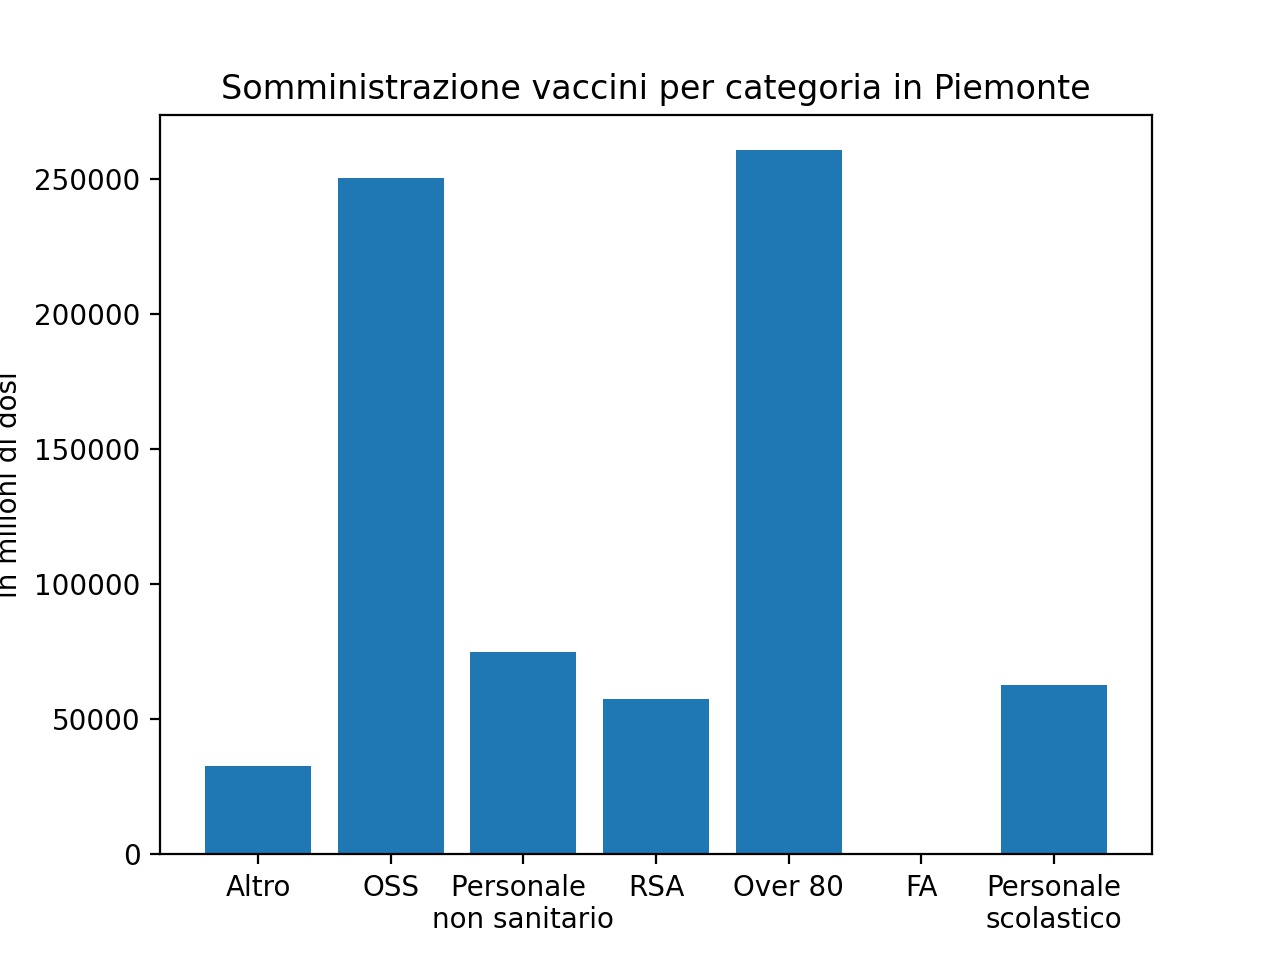 Somministrazione vaccini per categoria in Piemonte
in milioni di dosi
250000
200000
150000
100000
50000
0
Altro
OSS
Personale
non sanitario
RSA
Over 80
FA
Personale
scolastico